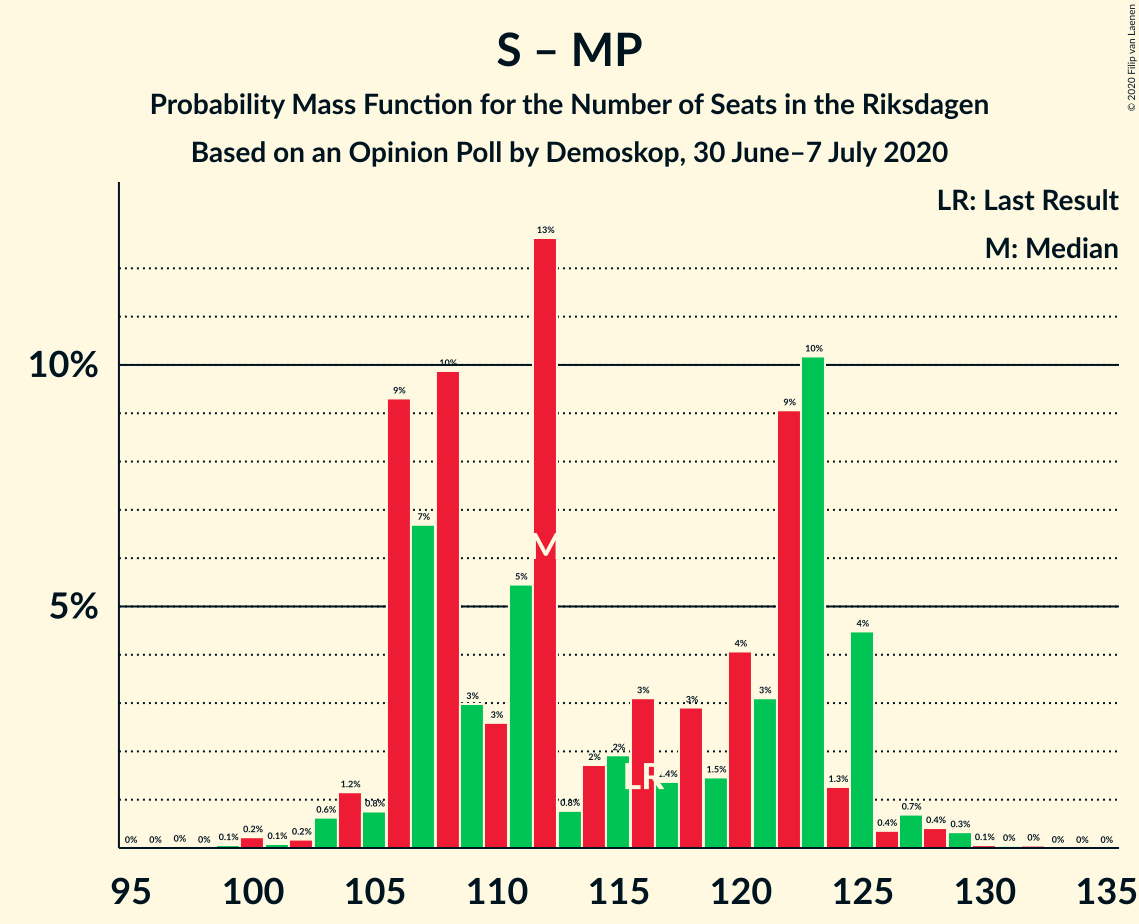 S – MP
Probability Mass Function for the Number of Seats in the Riksdagen
Based on an Opinion Poll by Demoskop, 30 June–7 July 2020
© 2020 Filip van Laenen
LR: Last Result
M: Median
10%
5%
0% 0% 0% 0% 0.1% 0.2% 0.1% 0.2% 0.6% 1.2% 0.8% 9% 7% 10% 3% 3% 5% 13% 0.8% 2% 2% 3% 1.4% 3% 1.5% 4% 3% 9% 10% 1.3% 4% 0.4% 0.7% 0.4% 0.3% 0.1% 0% 0% 0% 0% 0%
M
LR
95 100 105 110 115 120 125 130 135